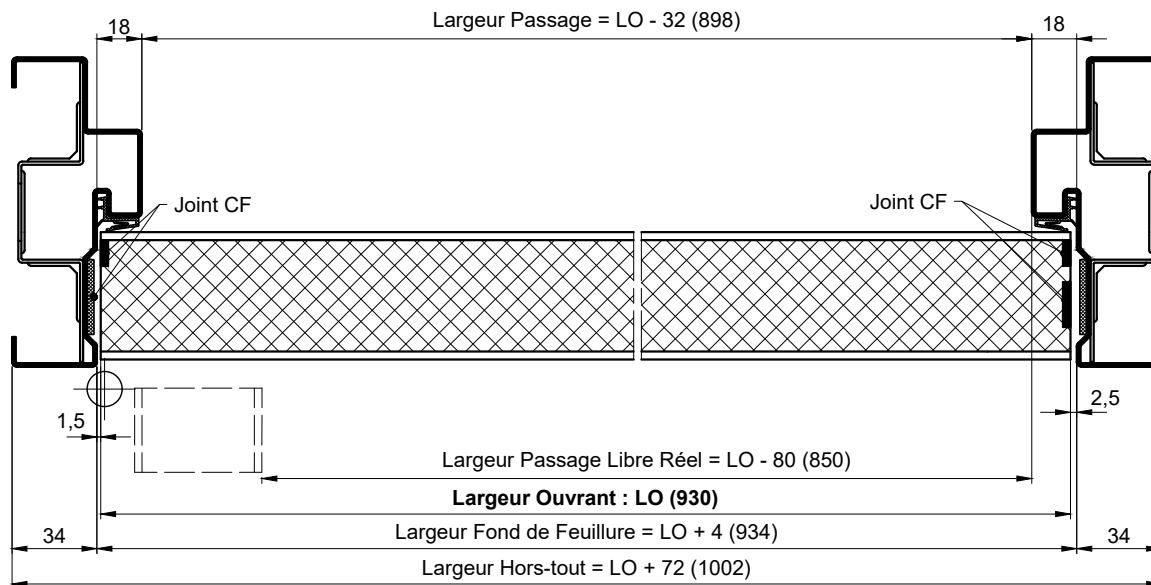 Largeur Passage = LO - 32 (898)
18
18
Joint CF
Joint CF
1,5
2,5
Largeur Passage Libre Réel = LO - 80 (850)
Largeur Ouvrant : LO (930)
34
Largeur Fond de Feuillure = LO + 4 (934)
34
Largeur Hors-tout = LO + 72 (1002)